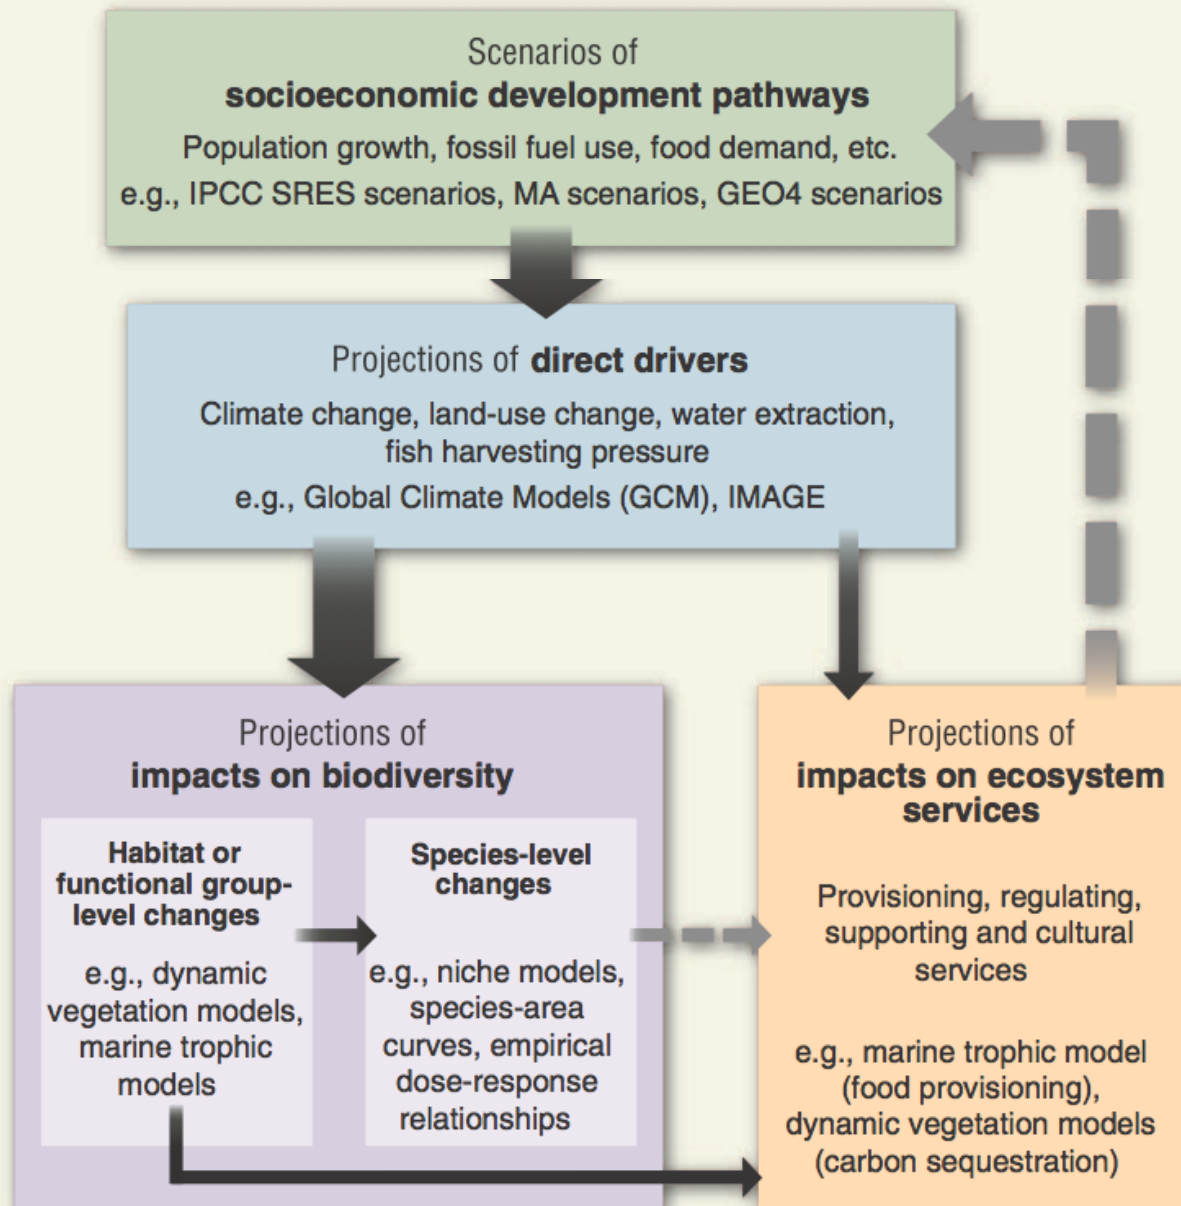 Scenarios of
socioeconomic development pathways
Population growth, fossil fuel use, food demand, etc.
e.g., IPCC SRES scenarios, MA scenarios, GEO4 scenarios
Projections of direct drivers
Climate change, land-use change, water extraction,
fish harvesting pressure
e.g., Global Climate Models (GCM), IMAGE
Projections of
impacts on biodiversity
Habitat or
functional group-
level changes
e.g., dynamic
vegetation models,
marine trophic
models
Species-level
changes
e.g., niche models,
species-area
curves, empirical
dose-response
relationships
Projections of
impacts on ecosystem
services
Provisioning, regulating,
supporting and cultural
services
e.g., marine trophic model
(food provisioning),
dynamic vegetation models
(carbon sequestration)